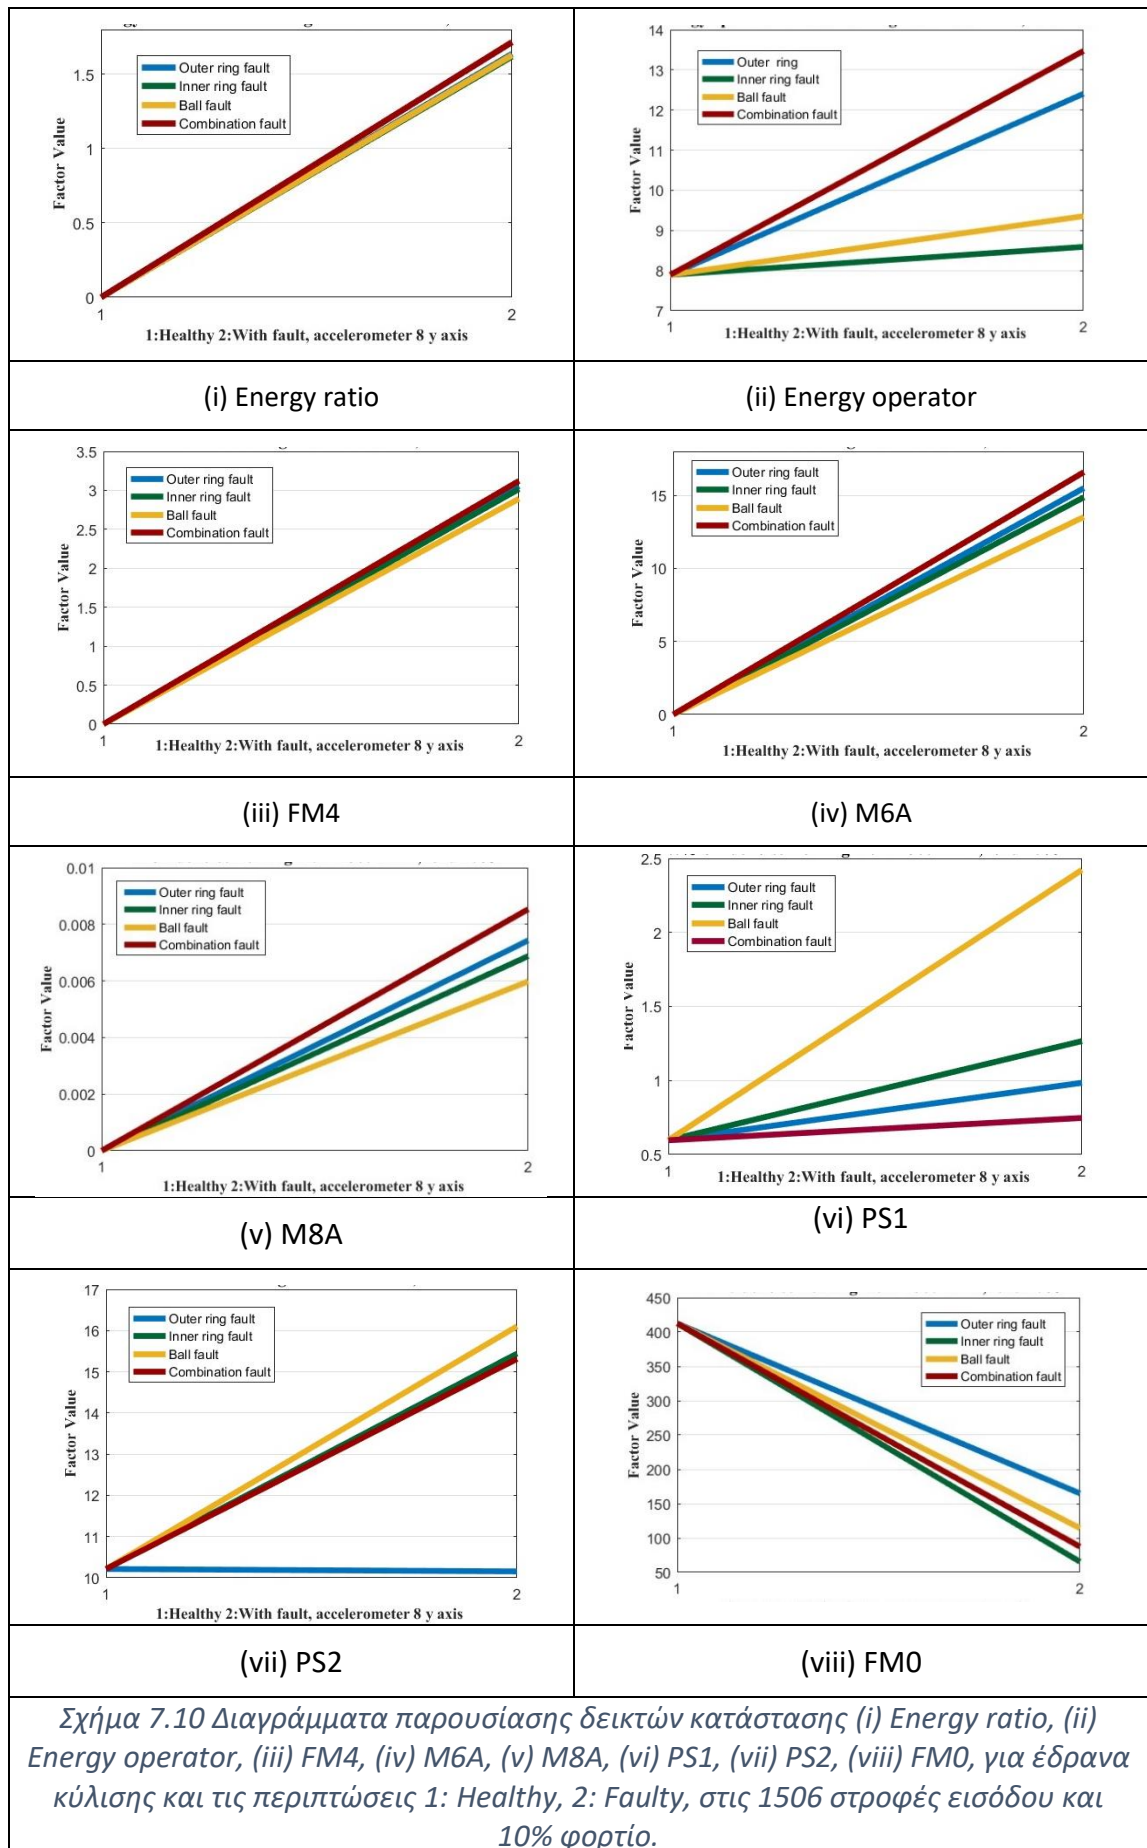 Factor Value
1.5
1
0.5
0
Outer ring fault
Inner ring fault
Ball fault
Combination fault
1 2
1:Healthy 2:With fault, accelerometer 8 y axis
(i) Energy ratio
Factor Value
14
13
12
11
10
9
8
7
Outer ring
Inner ring fault
Ball fault
Combination fault
1 2
1:Healthy 2:With fault, accelerometer 8 y axis
(ii) Energy operator
Factor Value
3.5
3
2.5
2
1.5
1
0.5
0
Outer ring fault
Inner ring fault
Ball fault
Combination fault
1 2
1:Healthy 2:With fault, accelerometer 8 y axis
(iii) FM4
Factor Value
15
10
5
0
Outer ring fault
Inner ring fault
Ball fault
Combination fault
1 2
1:Healthy 2:With fault, accelerometer 8 y axis
(iv) M6A
Factor Value
0.01
0.008
0.006
0.004
0.002
0
Outer ring fault
Inner ring fault
Ball fault
Combination fault
1 2
1:Healthy 2:With fault, accelerometer 8 y axis
(v) M8A
Factor Value
2.5
2
1.5
1
0.5
Outer ring fault
Inner ring fault
Ball fault
Combination fault
1 2
1:Healthy 2:With fault, accelerometer 8 y axis
(vi) PS1
Factor Value
17
16
15
14
13
12
11
10
Outer ring fault
Inner ring fault
Ball fault
Combination fault
1 2
1:Healthy 2:With fault, accelerometer 8 y axis
(vii) PS2
Factor Value
450
400
350
300
250
200
150
100
50
Outer ring fault
Inner ring fault
Ball fault
Combination fault
1 2
(viii) FM0
Σχήμα 7.10 Διαγράμματα παρουσίασης δεικτών κατάστασης (i) Energy ratio, (ii)
Energy operator, (iii) FM4, (iv) M6A, (v) M8A, (vi) PS1, (vii) PS2, (viii) FM0, για έδρανα
κύλισης και τις περιπτώσεις 1: Healthy, 2: Faulty, στις 1506 στροφές εισόδου και
10% φορτίο.